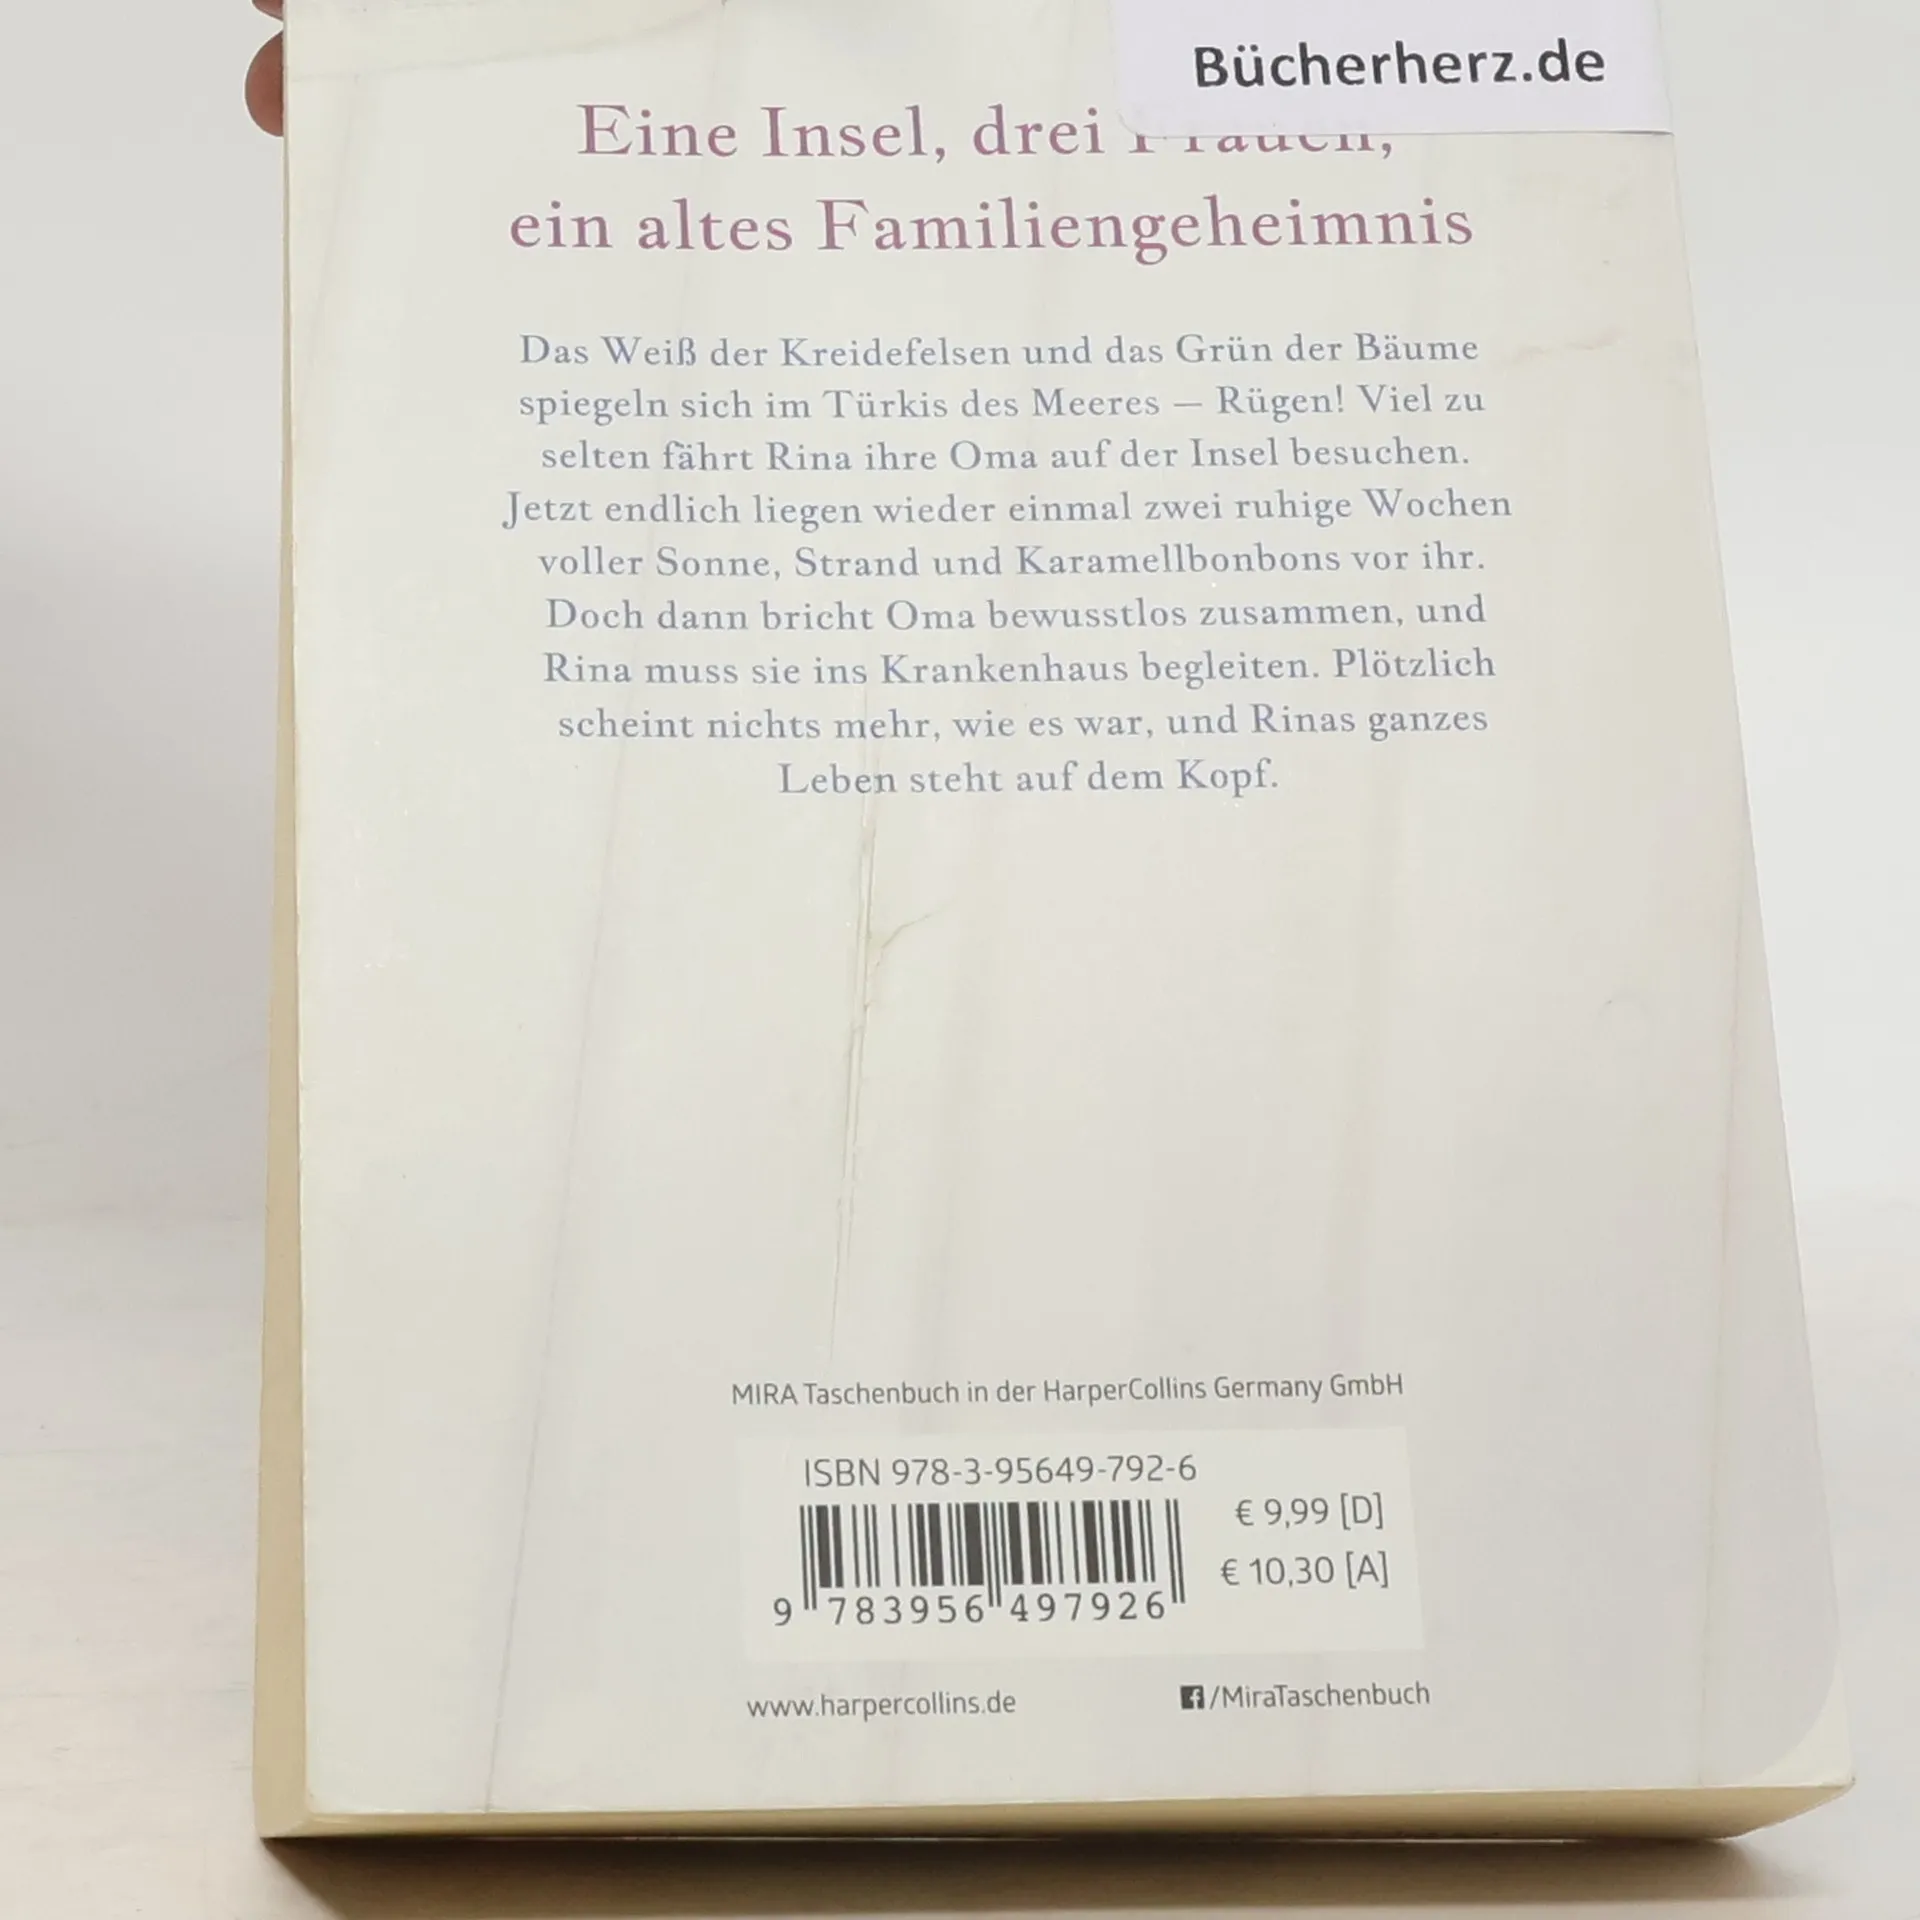 Bücherherz.de
Eine Insel, drei Frauen,
ein altes Familiengeheimnis
Das Weiß der Kreidefelsen und das Grün der Bäume
spiegeln sich im Türkis des Meeres — Rügen! Viel zu
selten fährt Rina ihre Oma auf der Insel besuchen.
Jetzt endlich liegen wieder einmal zwei ruhige Wochen
voller Sonne, Strand und Karamellbonbons vor ihr.
Doch dann bricht Oma bewusstlos zusammen, und
Rina muss sie ins Krankenhaus begleiten. Plötzlich
scheint nichts mehr, wie es war, und Rinas ganzes
Leben steht auf dem Kopf.
MIRA Taschenbuch in der HarperCollins Germany GmbH
ISBN 978-3-95649-792-6
€ 9,99 [D]
€ 10,30 [A]
9 783956 497926
www.harpercollins.de
/MiraTaschenbuch